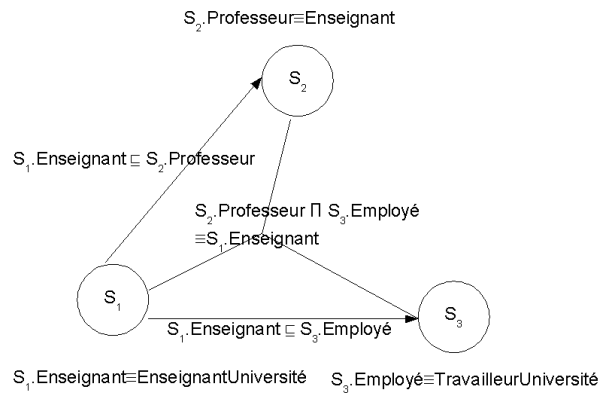 S₂.Professeur≡Enseignant
S₂
S₁.Enseignant ⊑ S₂.Professeur
S₂.Professeur Π S₃.Employé
≡S₁.Enseignant
S₁
S₃
S₁.Enseignant ⊑ S₃.Employé
S₁.Enseignant≡EnseignantUniversité
S₃.Employé≡TravailleurUniversité